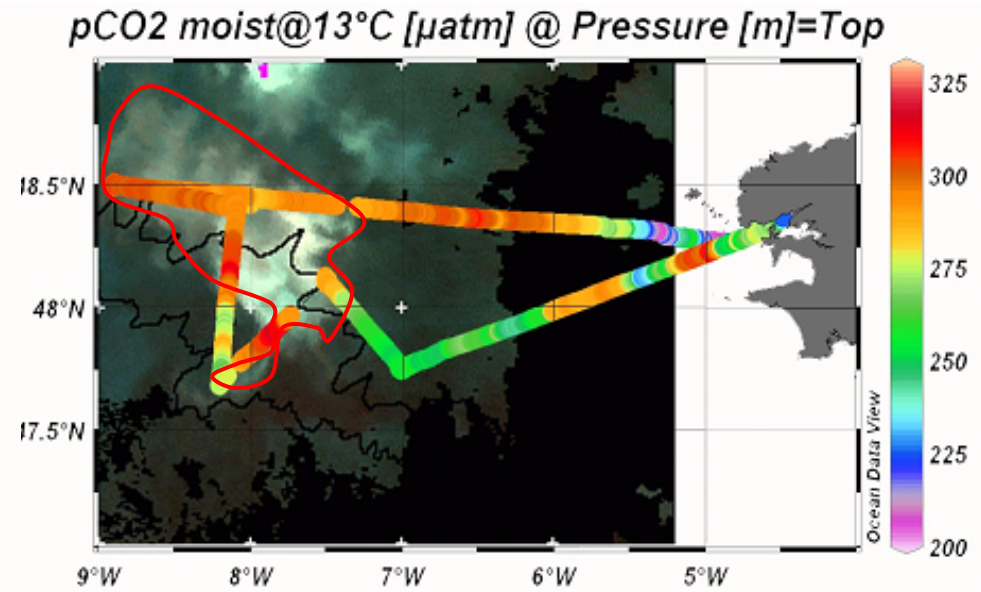 pCO2 moist@13°C [µatm] @ Pressure [m]=Top
18.5°N
48°N
17.5°N
9°W
8°W
7°W
6°W
5°W
Ocean Data View
325
300
275
250
225
200